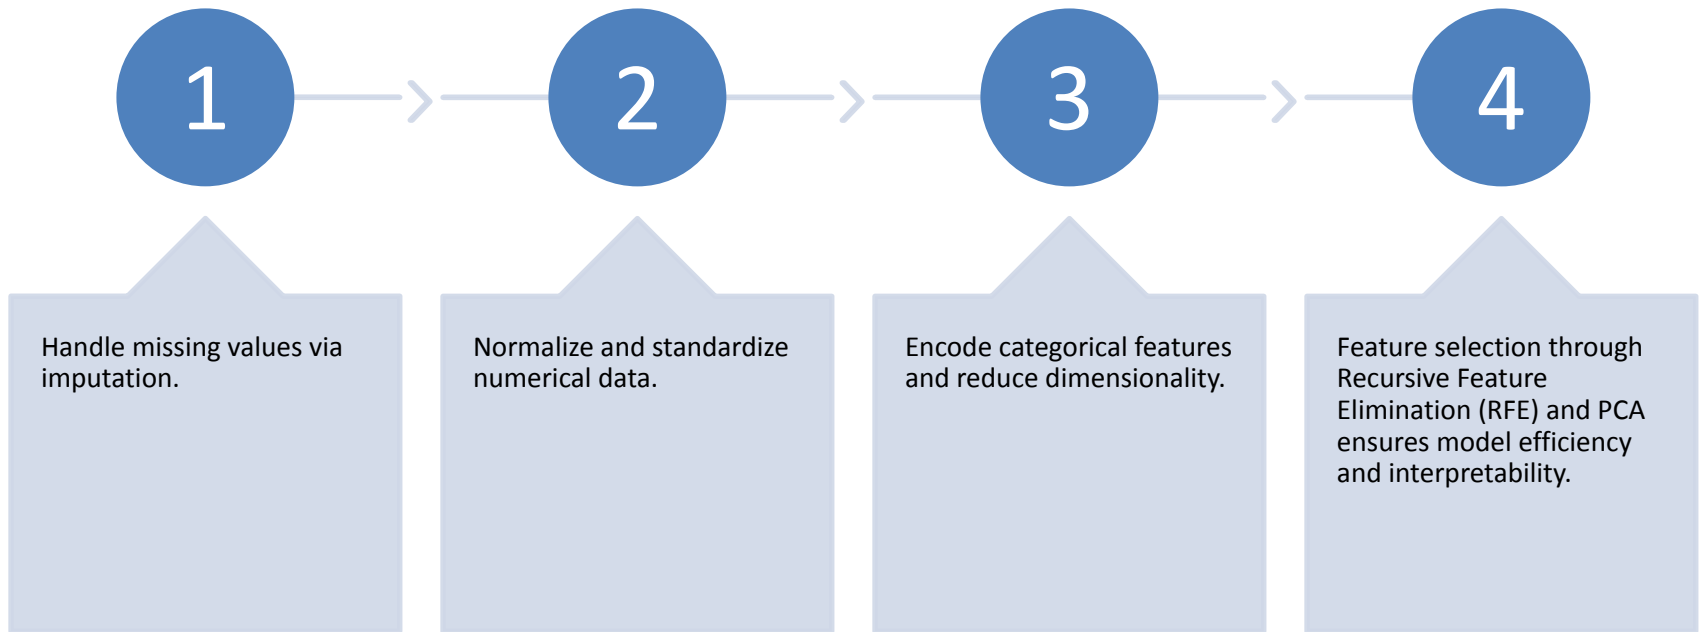 1
2
3
4
Handle missing values via
imputation.
Normalize and standardize
numerical data.
Encode categorical features
and reduce dimensionality.
Feature selection through
Recursive Feature
Elimination (RFE) and PCA
ensures model efficiency
and interpretability.